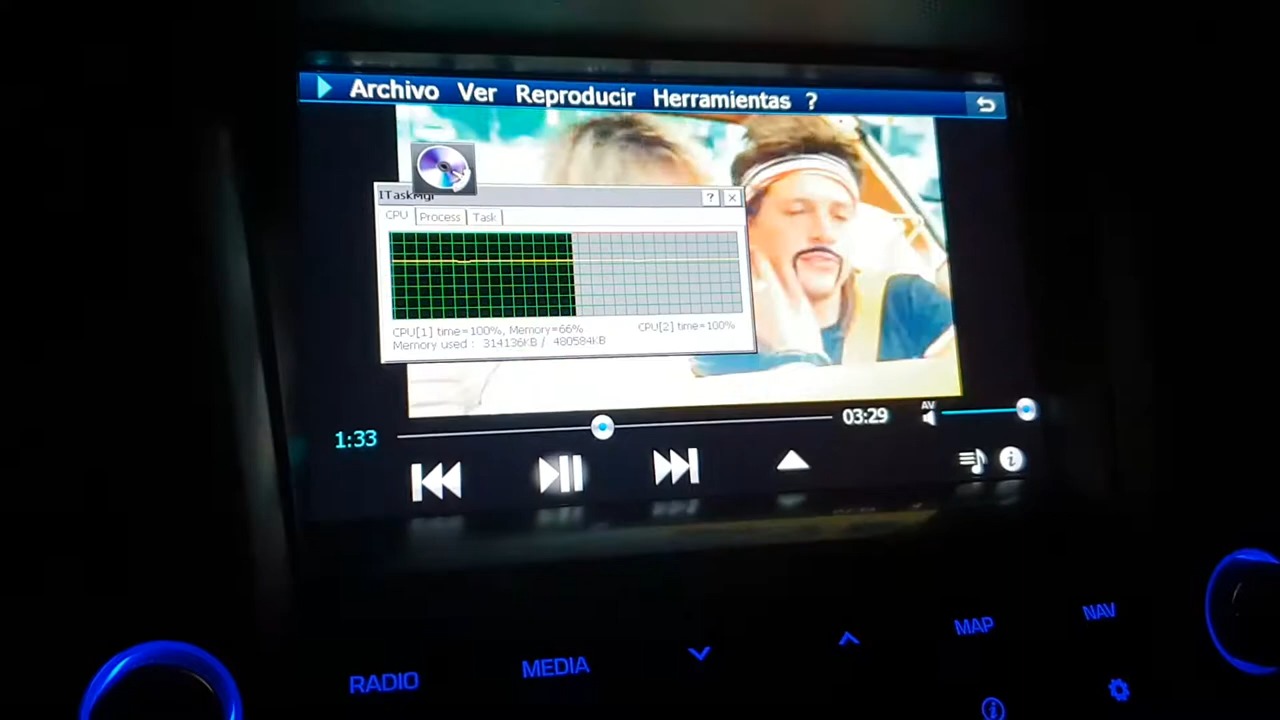 Archivo Ver Reproducir Herramientas ?
ITaskMgr ?
CPU Process Task
CPU[1] time=100%, Memory=66% CPU[2] time=100%
Memory used : 314136KB / 480584KB
1:33 03:29 AV
RADIO MEDIA MAP NAV